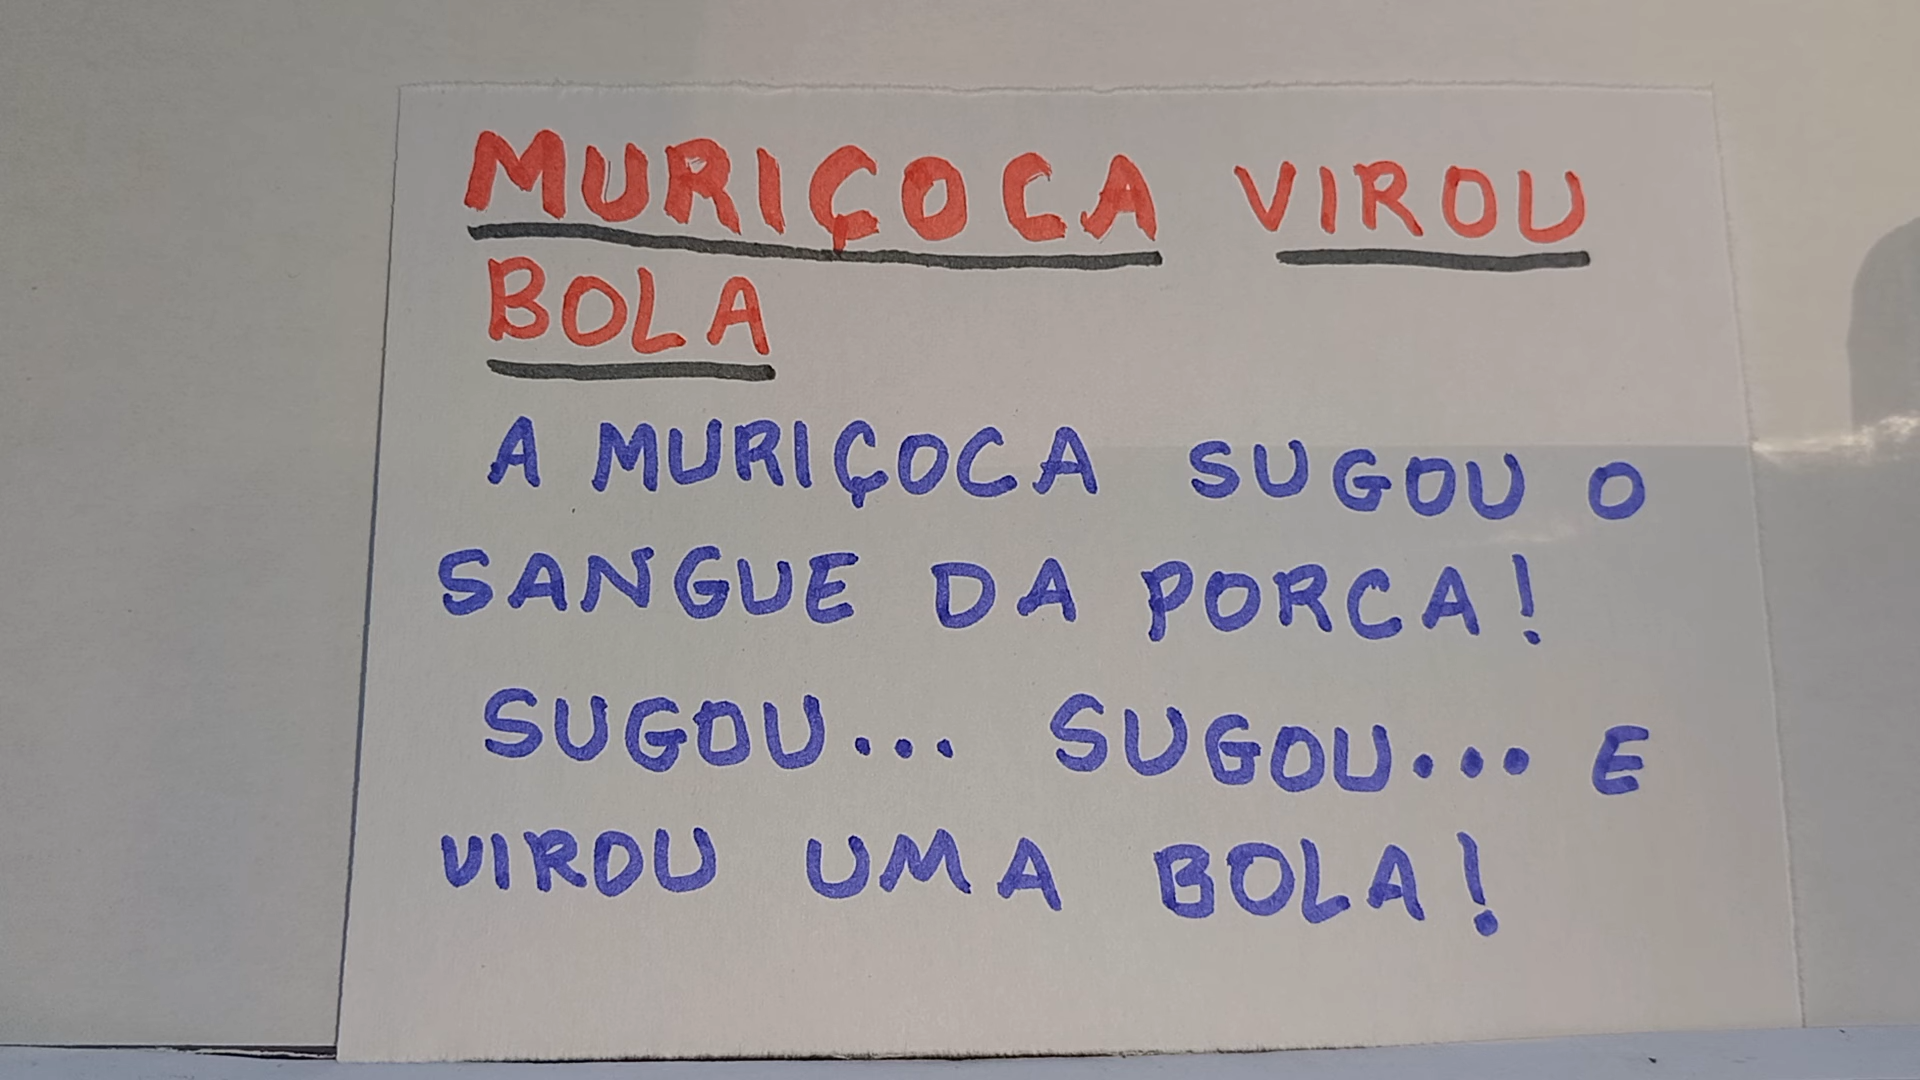 MURIÇOCA VIROU
BOLA
A MURIÇOCA SUGOU O
SANGUE DA PORCA!
SUGOU... SUGOU... E
VIROU UMA BOLA!